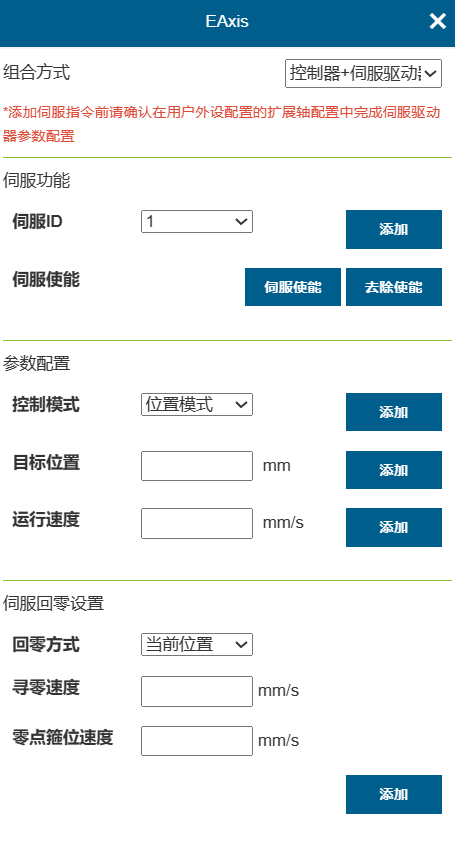 EAxis
组合方式 控制器+伺服驱动
*添加伺服指令前请确认在用户外设配置的扩展轴配置中完成伺服驱动
器参数配置
伺服功能
伺服ID 1 添加
伺服使能 伺服使能 去除使能
参数配置
控制模式 位置模式 添加
目标位置 mm 添加
运行速度 mm/s 添加
伺服回零设置
回零方式 当前位置
寻零速度 mm/s
零点箍位速度 mm/s
添加